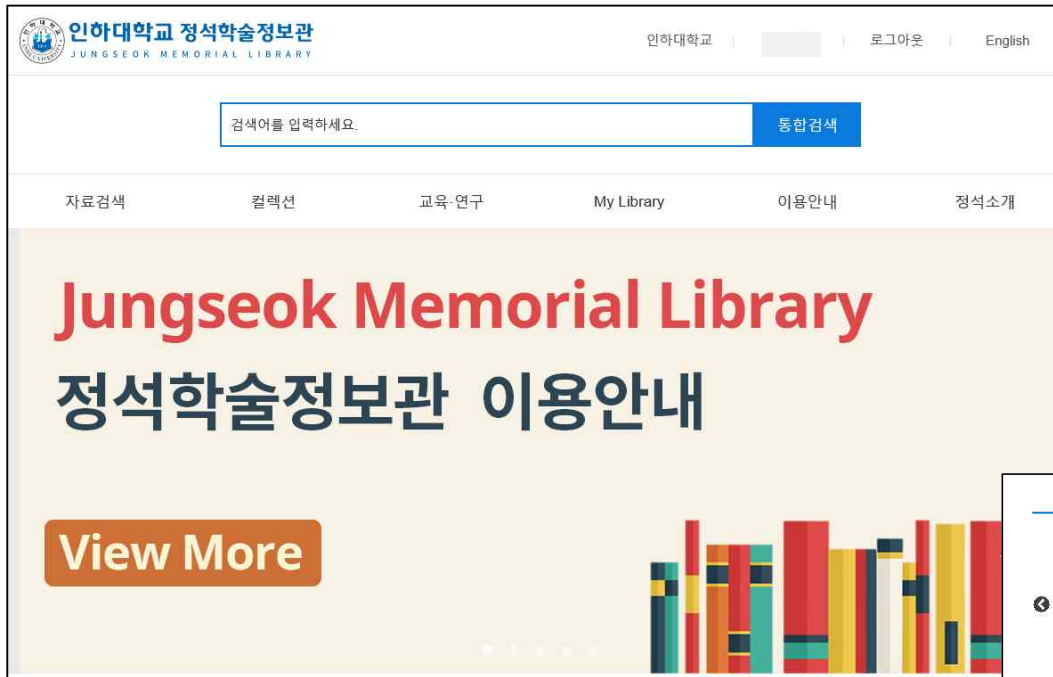 인하대학교 정석학술정보관
JUNGSEOK MEMORIAL LIBRARY
인하대학교 로그아웃 English
검색어를 입력하세요. 통합검색
자료검색 컬렉션 교육·연구 My Library 이용안내 정석소개
Jungseok Memorial Library
정석학술정보관 이용안내
View More